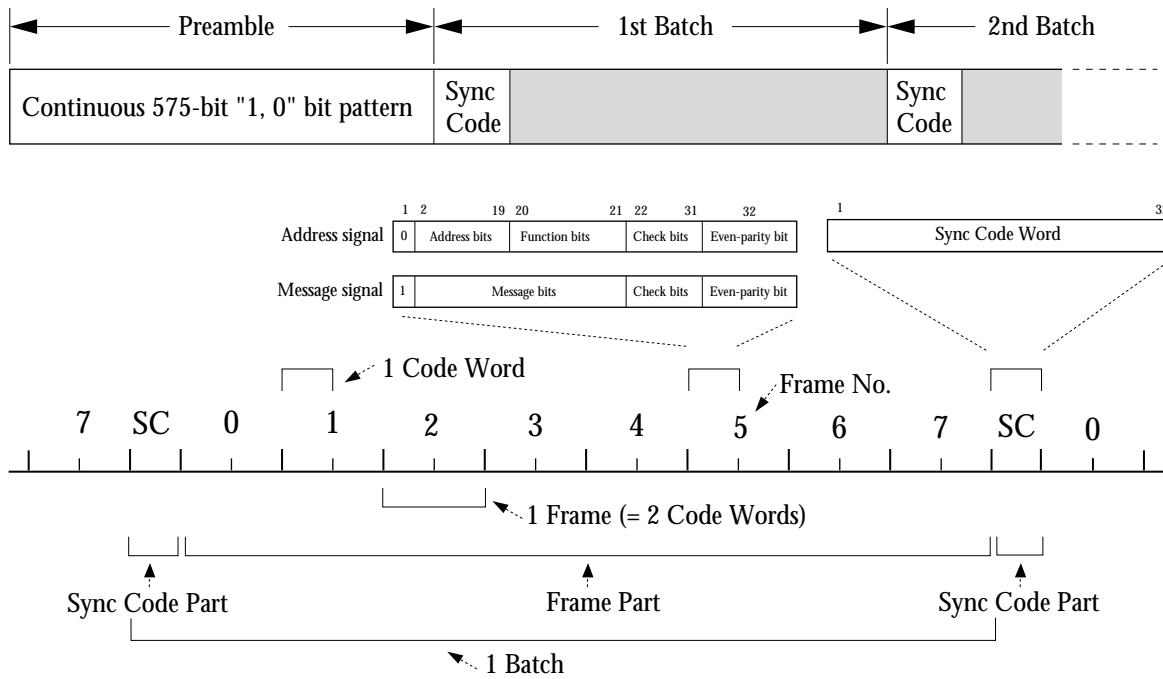 Preamble 1st Batch 2nd Batch
Continuous 575-bit "1, 0" bit pattern
Sync
Code
Sync
Code
1 2 19 20 21 22 31 32
Address signal 0 Address bits Function bits Check bits Even-parity bit
Message signal 1 Message bits Check bits Even-parity bit
1
Sync Code Word
1 Code Word
Frame No.
7 SC 0 1 2 3 4 5 6 7 SC 0
1 Frame (= 2 Code Words)
Sync Code Part Frame Part Sync Code Part
1 Batch